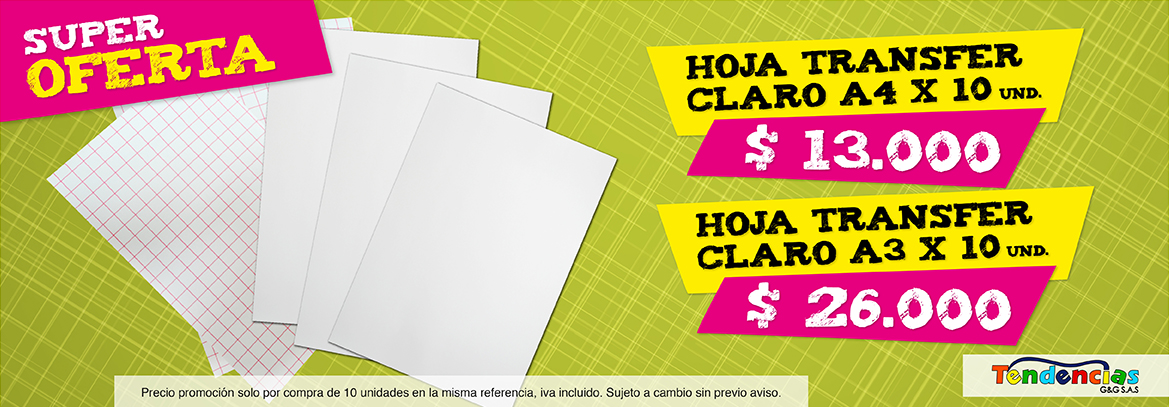 SUPER
OFERTA
HOJA TRANSFER
CLARO A4 X 10 UND.
$ 13.000
HOJA TRANSFER
CLARO A3 X 10 UND.
$ 26.000
Tendencias
G&G S.A.S
Precio promoción solo por compra de 10 unidades en la misma referencia, iva incluido. Sujeto a cambio sin previo aviso.